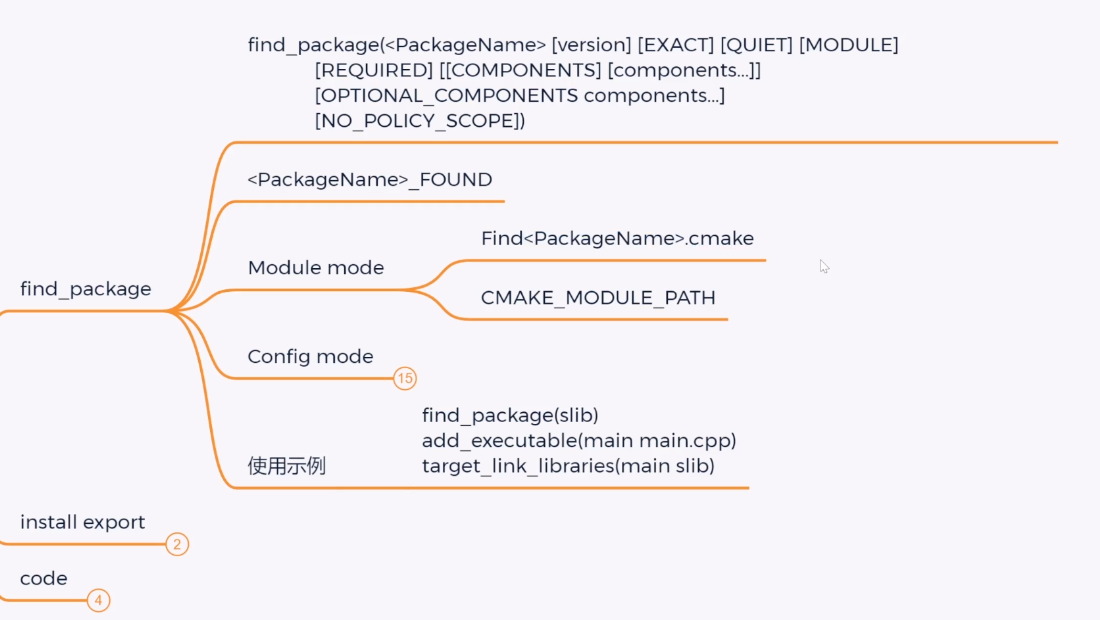 find_package(<PackageName> [version] [EXACT] [QUIET] [MODULE]
[REQUIRED] [[COMPONENTS] [components...]]
[OPTIONAL_COMPONENTS components...]
[NO_POLICY_SCOPE])
<PackageName>_FOUND
Find<PackageName>.cmake
Module mode
find_package
CMAKE_MODULE_PATH
Config mode
15
find_package(slib)
add_executable(main main.cpp)
使用示例
target_link_libraries(main slib)
install export
2
code
4